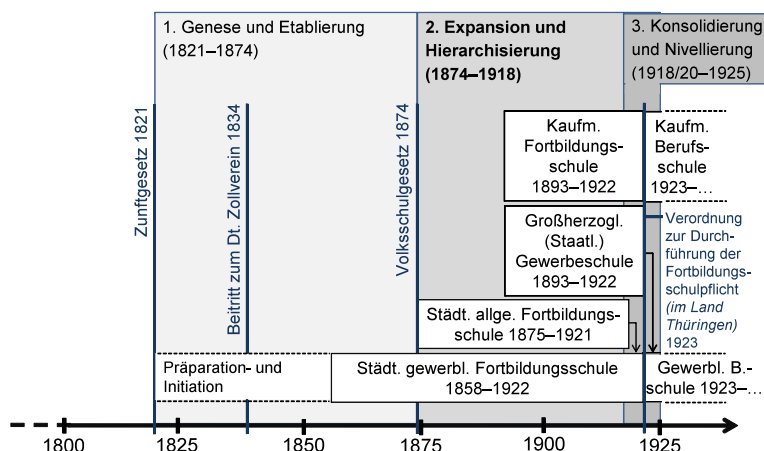 1. Genese und Etablierung
(1821–1874)
2. Expansion und
Hierarchisierung
(1874–1918)
3. Konsolidierung
und Nivellierung
(1918/20–1925)
Zunftgesetz 1821
Beitritt zum Dt. Zollverein 1834
Volksschulgesetz 1874
Kaufm.
Fortbildungs-
schule
1893–1922
Kaufm.
Berufs-
schule
1923–...
Großherzogl.
(Staatl.)
Gewerbeschule
1893–1922
Verordnung
zur Durch-
führung der
Fortbildungs-
schulpflicht
(im Land
Thüringen)
1923
Städt. allge. Fortbildungs-
schule 1875–1921
Präparation- und
Initiation
Städt. gewerbl. Fortbildungsschule
1858–1922
Gewerbl. B.-
schule 1923–...
1800
1825
1850
1875
1900
1925